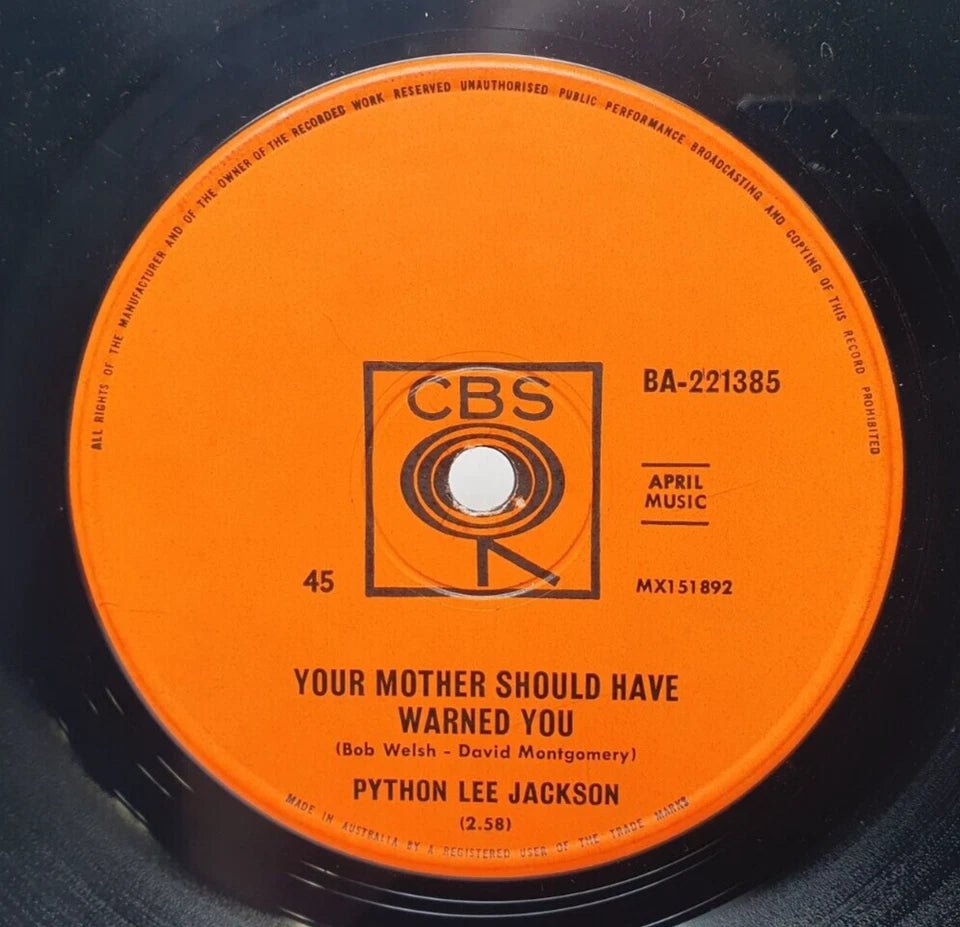 ALL RIGHTS OF THE MANUFACTURER AND OF THE OWNER OF THE RECORDED WORK RESERVED UNAUTHORISED PUBLIC PERFORMANCE BROADCASTING AND COPYING OF THIS RECORD PROHIBITED
CBS
BA-221385
APRIL
MUSIC
45
MX151892
YOUR MOTHER SHOULD HAVE
WARNED YOU
(Bob Welsh - David Montgomery)
PYTHON LEE JACKSON
(2.58)
MADE IN AUSTRALIA BY A REGISTERED USER OF THE TRADE MARKS